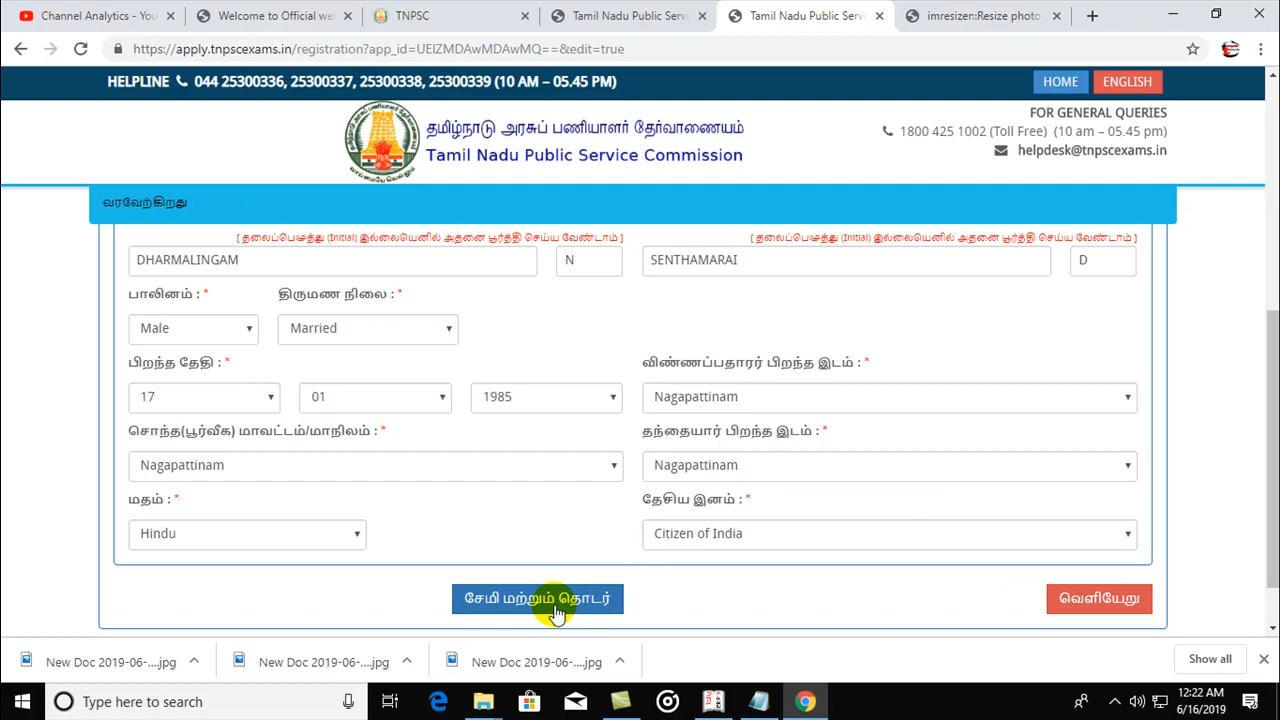 Channel Analytics - You
Welcome to Official we
TNPSC
Tamil Nadu Public Servi
Tamil Nadu Public Servi
imresizer::Resize photo
https://apply.tnpscexams.in/registration?app_id=UEIZMDAwMDAwMQ==&edit=true
HELPLINE 044 25300336, 25300337, 25300338, 25300339 (10 AM – 05.45 PM)
HOME
ENGLISH
தமிழ்நாடு அரசுப் பணியாளர் தேர்வாணையம்
Tamil Nadu Public Service Commission
FOR GENERAL QUERIES
1800 425 1002 (Toll Free) (10 am – 05.45 pm)
helpdesk@tnpscexams.in
வரவேற்கிறது
[ தலைப்பெழுத்து (Initial) இல்லையெனில் அதனை பூர்த்தி செய்ய வேண்டாம் ]
[ தலைப்பெழுத்து (Initial) இல்லையெனில் அதனை பூர்த்தி செய்ய வேண்டாம் ]
DHARMALINGAM
N
SENTHAMARAI
D
பாலினம் : *
திருமண நிலை : *
Male
Married
பிறந்த தேதி : *
விண்ணப்பதாரர் பிறந்த இடம் : *
17
01
1985
Nagapattinam
சொந்த(பூர்வீக) மாவட்டம்/மாநிலம் : *
தந்தையார் பிறந்த இடம் : *
Nagapattinam
Nagapattinam
மதம் : *
தேசிய இனம் : *
Hindu
Citizen of India
சேமி மற்றும் தொடர்
வெளியேறு
New Doc 2019-06-....jpg
New Doc 2019-06-....jpg
New Doc 2019-06-....jpg
Show all
Type here to search
12:22 AM
6/16/2019